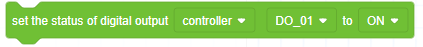 set the status of digital output controller DO_01 to ON